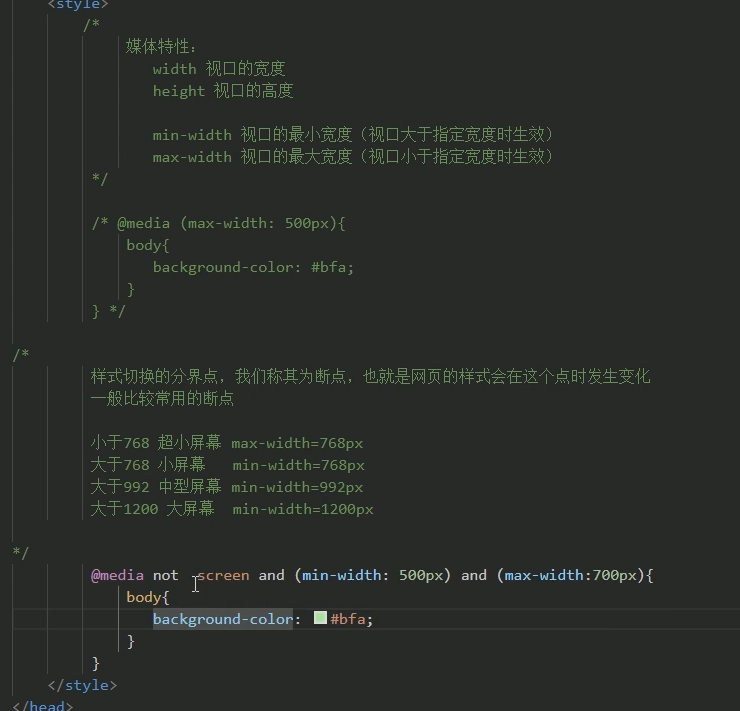 <style>
/*
媒体特性：
width 视口的宽度
height 视口的高度
min-width 视口的最小宽度（视口大于指定宽度时生效）
max-width 视口的最大宽度（视口小于指定宽度时生效）
*/
/* @media (max-width: 500px){
body{
background-color: #bfa;
}
} */
/*
样式切换的分界点，我们称其为断点，也就是网页的样式会在这个点时发生变化
一般比较常用的断点
小于768 超小屏幕 max-width=768px
大于768 小屏幕 min-width=768px
大于992 中型屏幕 min-width=992px
大于1200 大屏幕 min-width=1200px
*/
@media not screen and (min-width: 500px) and (max-width:700px){
body{
background-color: #bfa;
}
}
</style>
</head>